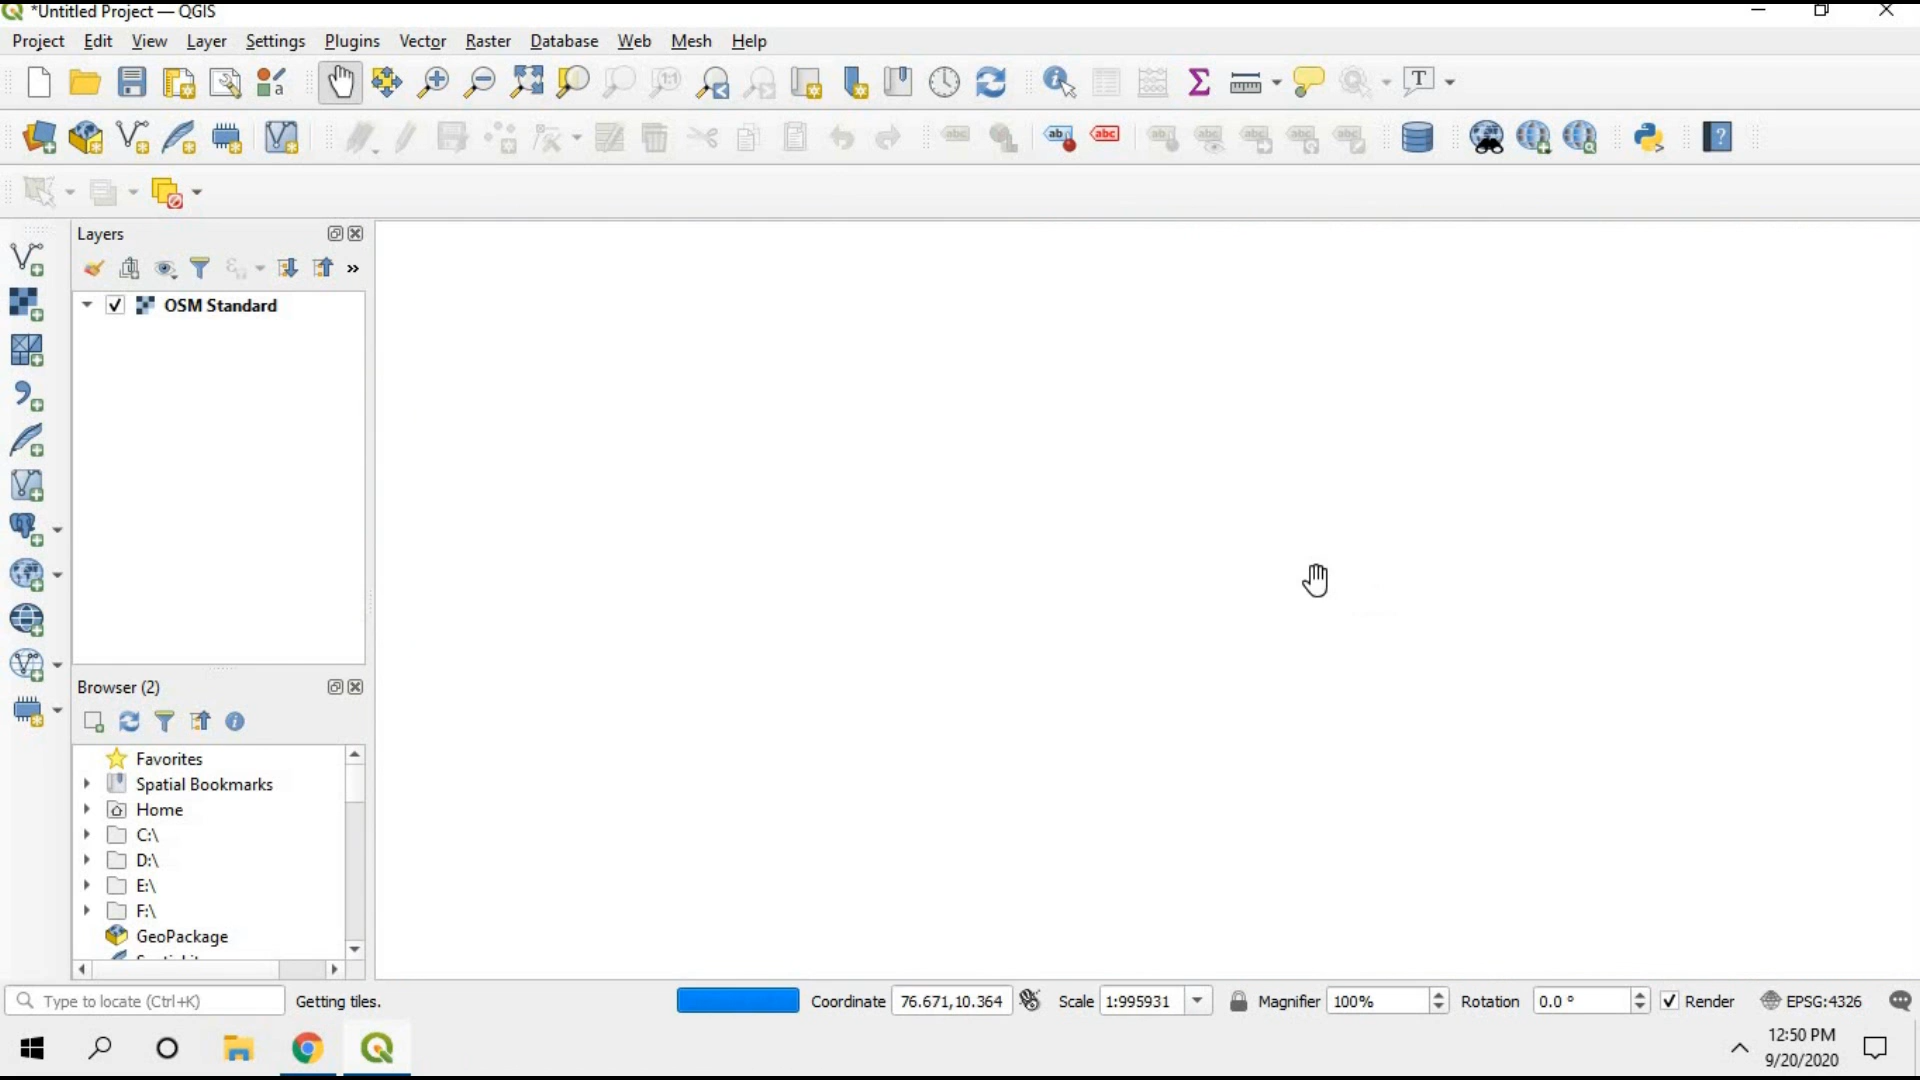 *Untitled Project — QGIS
Project Edit View Layer Settings Plugins Vector Raster Database Web Mesh Help
Layers
OSM Standard
Browser (2)
Favorites
Spatial Bookmarks
Home
C:\
D:\
E:\
F:\
GeoPackage
Type to locate (Ctrl+K) Getting tiles. Coordinate 76.671,10.364 Scale 1:995931 Magnifier 100% Rotation 0.0 ° Render EPSG:4326
12:50 PM
9/20/2020